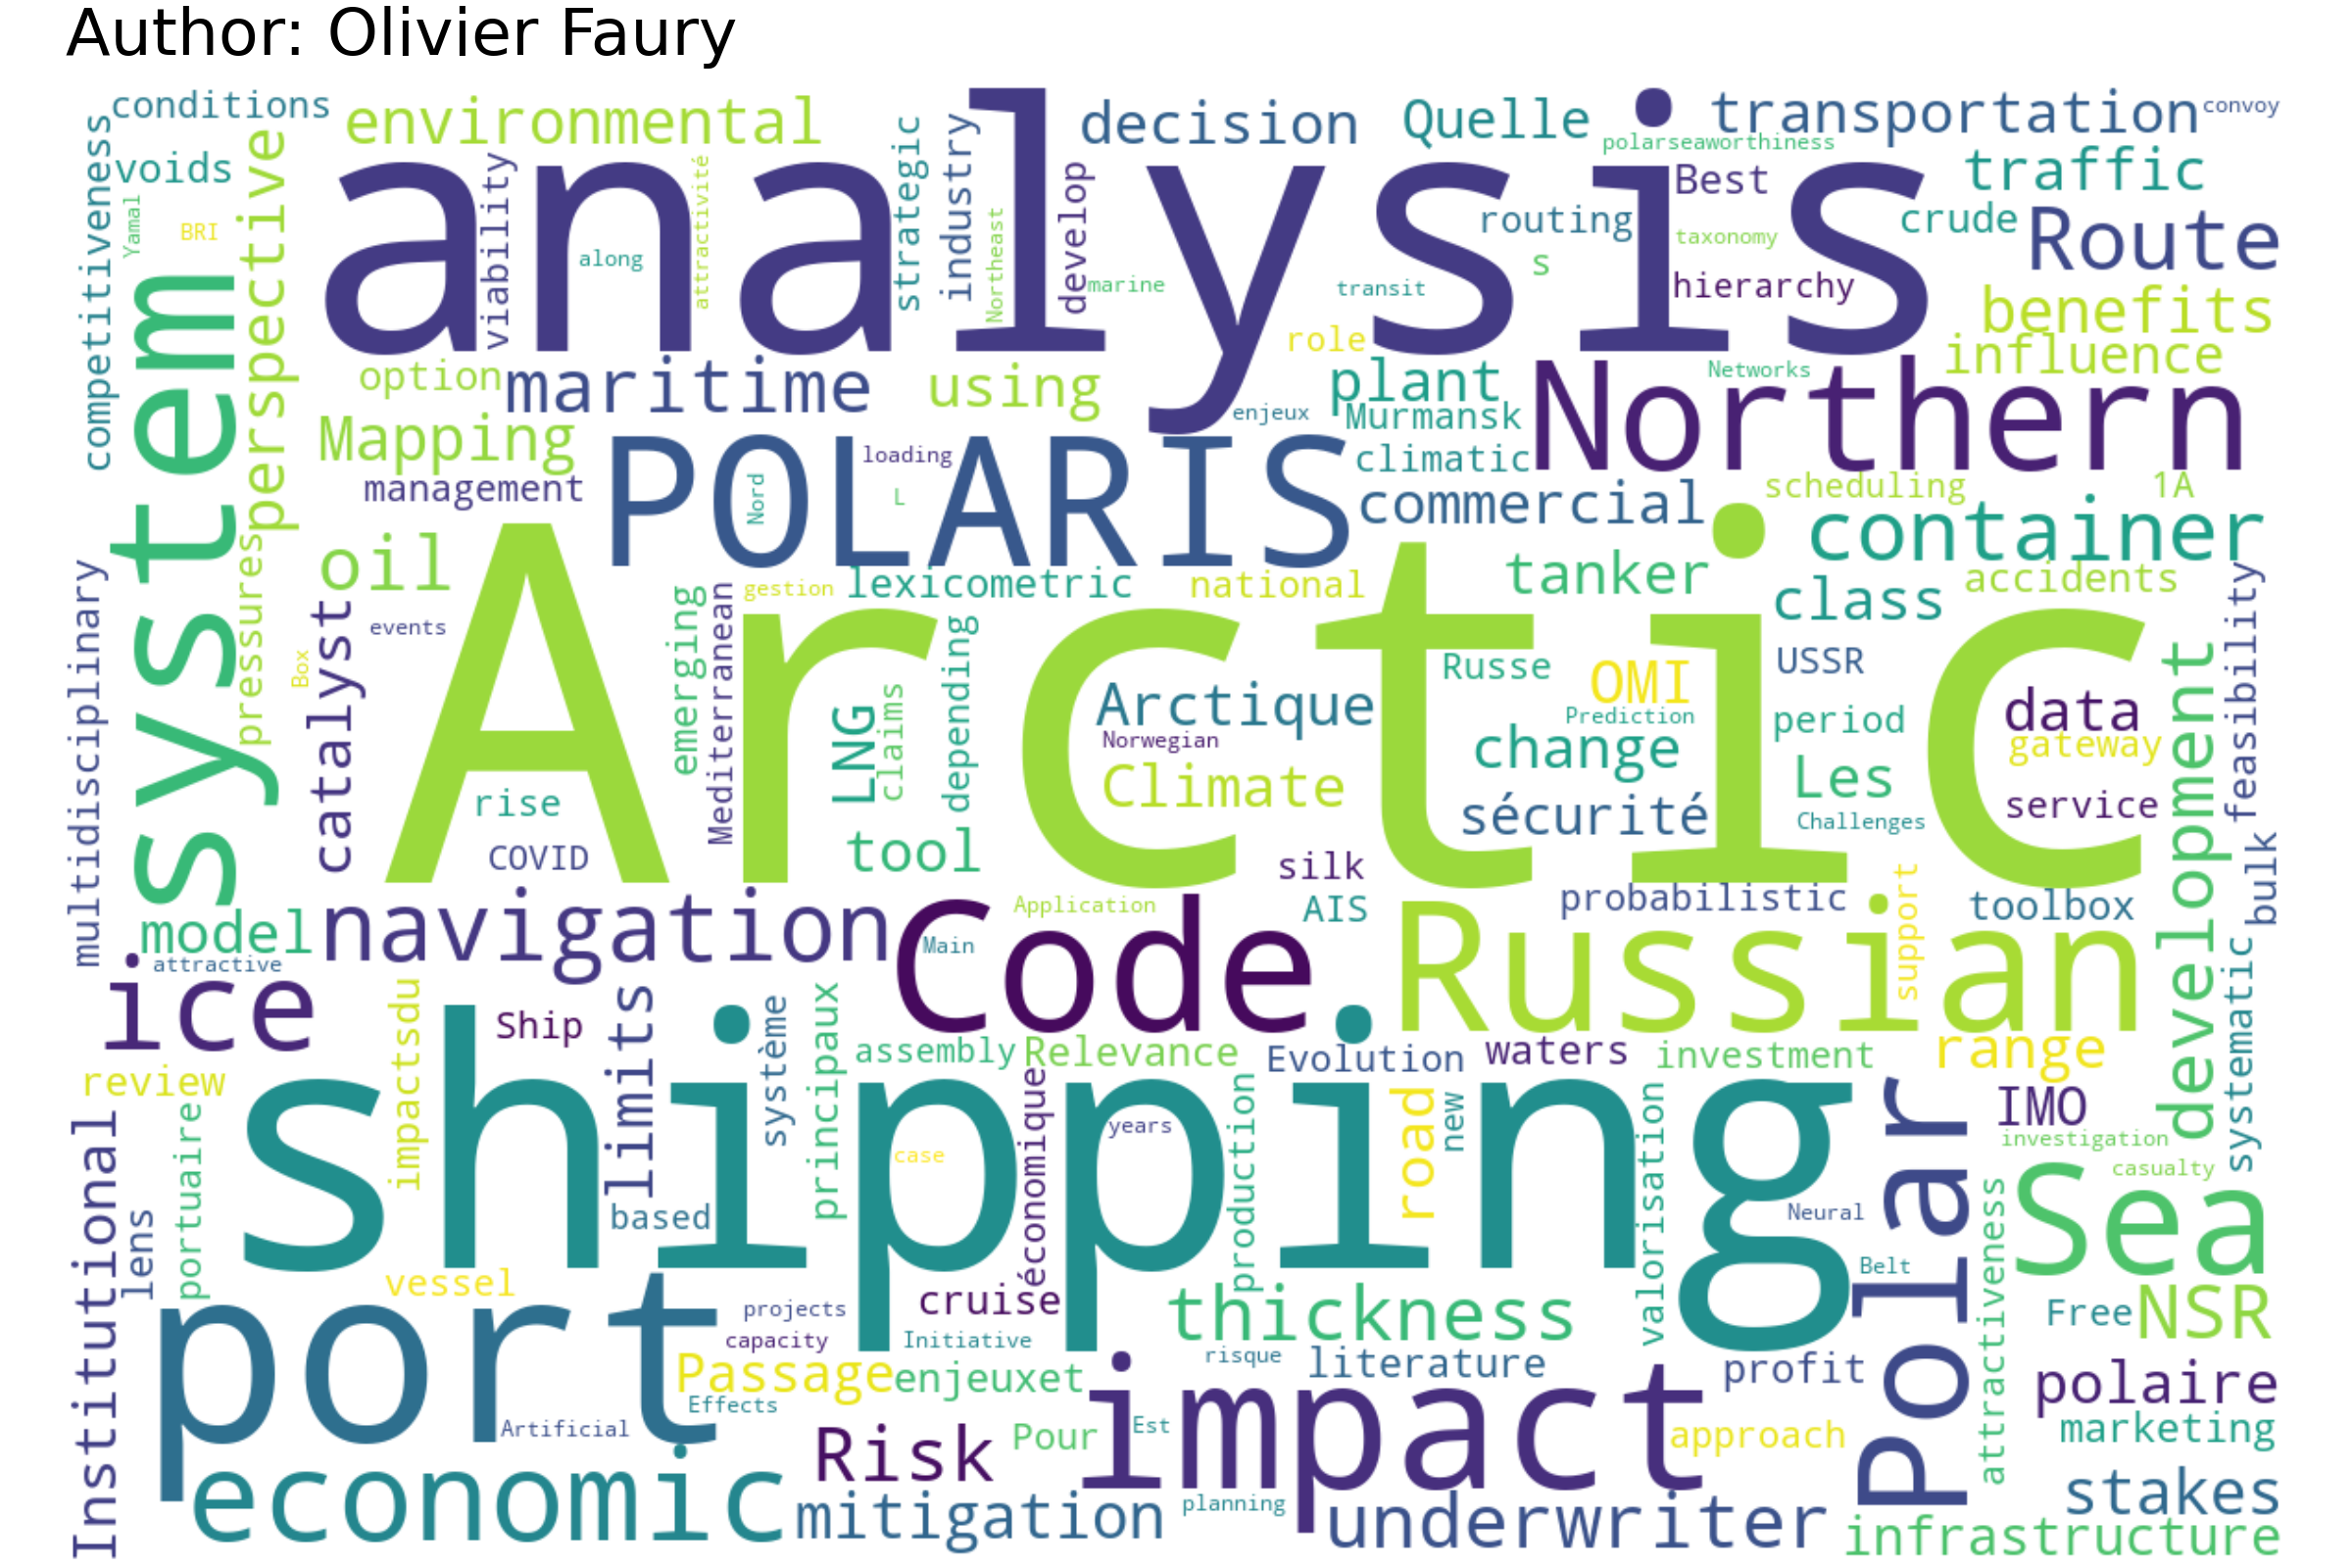 Author: Olivier Faury
conditions
environmental
decision
Quelle
transportation
convoy
polarseaworthiness
voids
competitiveness
Yamal
BRI
perspective
system
analysis
viability
along
attractivité
strategic
industry
Northeast
develop
marine
transit
role
routing
s
Best
taxonomy
hierarchy
traffic
crude
Route
benefits
influence
option
maritime
using
enjeux
plant
Murmansk
climatic
Networks
Northern
Mapping
management
POLARIS
loading
Nord
L
commercial
scheduling
1A
container
oil
pressures
catalyst
events
Box
multidisciplinary
Arctic
gestion
lexicometric
national
tanker
class
accidents
emerging
Mediterranean
LNG
claims
depending
Arctique
Norwegian
Climate
Russe
OMI
Prediction
change
sécurité
USSR
period
Les
Challenges
data
gateway
service
development
feasibility
bulk
rise
COVID
tool
silk
AIS
Application
probabilistic
support
toolbox
model
attractive
navigation
Main
Code
Russian
systematic
ice
impactsdu
Ship
limits
système
principaux
assembly
Relevance
Evolution
waters
investment
range
review
portuaire
Institutional
lens
shipping
based
case
économique
years
production
road
new
valorisation
Neural
Polar
Belt
IMO
investigation
casualty
Sea
attractiveness
Free
NSR
vessel
port
projects
capacity
cruise
Initiative
thickness
risque
literature
profit
polaire
Passage
enjeuxet
Effects
Artificial
Risk
Pour
Est
impact
approach
marketing
economic
mitigation
planning
underwriter
stakes
infrastructure